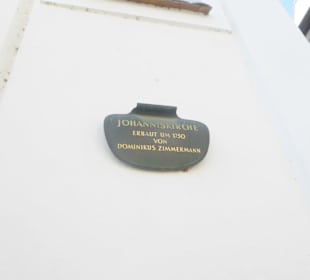 JOHANNISKIRCHE
ERBAUT UM 1750
VON
DOMINIKUS ZIMMERMANN